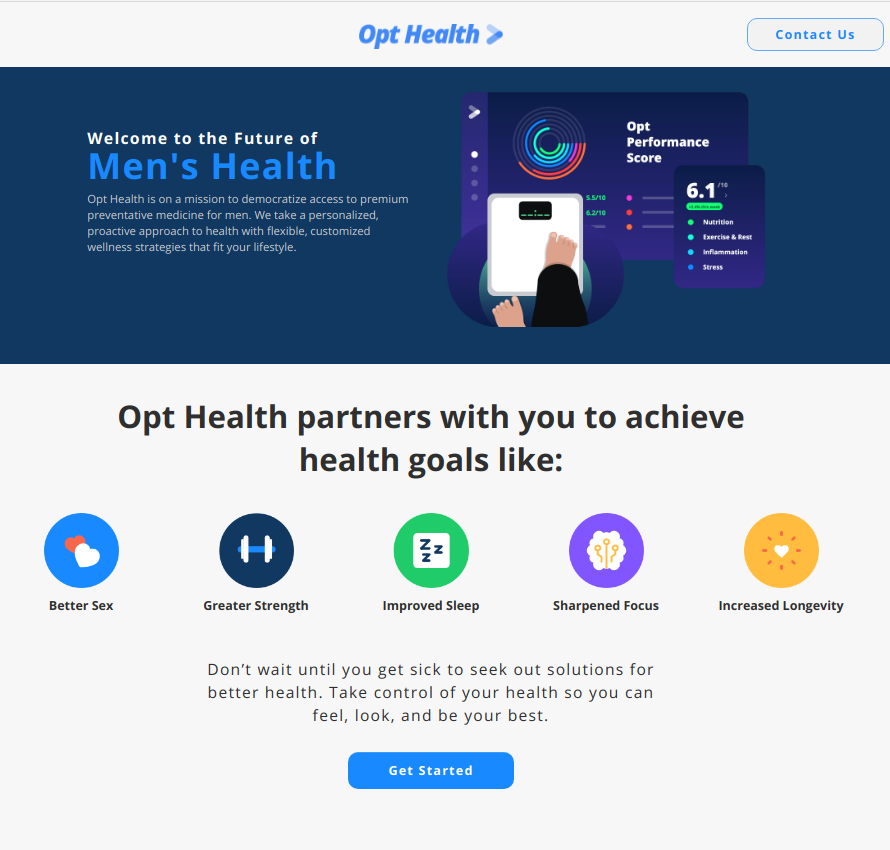 Opt Health
Contact Us
Welcome to the Future of
Men's Health
Opt Health is on a mission to democratize access to premium
preventative medicine for men. We take a personalized,
proactive approach to health with flexible, customized
wellness strategies that fit your lifestyle.
Opt
Performance
Score
5.5/10
6.2/10
6.1 /10
Nutrition
Exercise & Rest
Inflammation
Stress
Opt Health partners with you to achieve
health goals like:
Z z z
Better Sex
Greater Strength
Improved Sleep
Sharpened Focus
Increased Longevity
Don’t wait until you get sick to seek out solutions for
better health. Take control of your health so you can
feel, look, and be your best.
Get Started